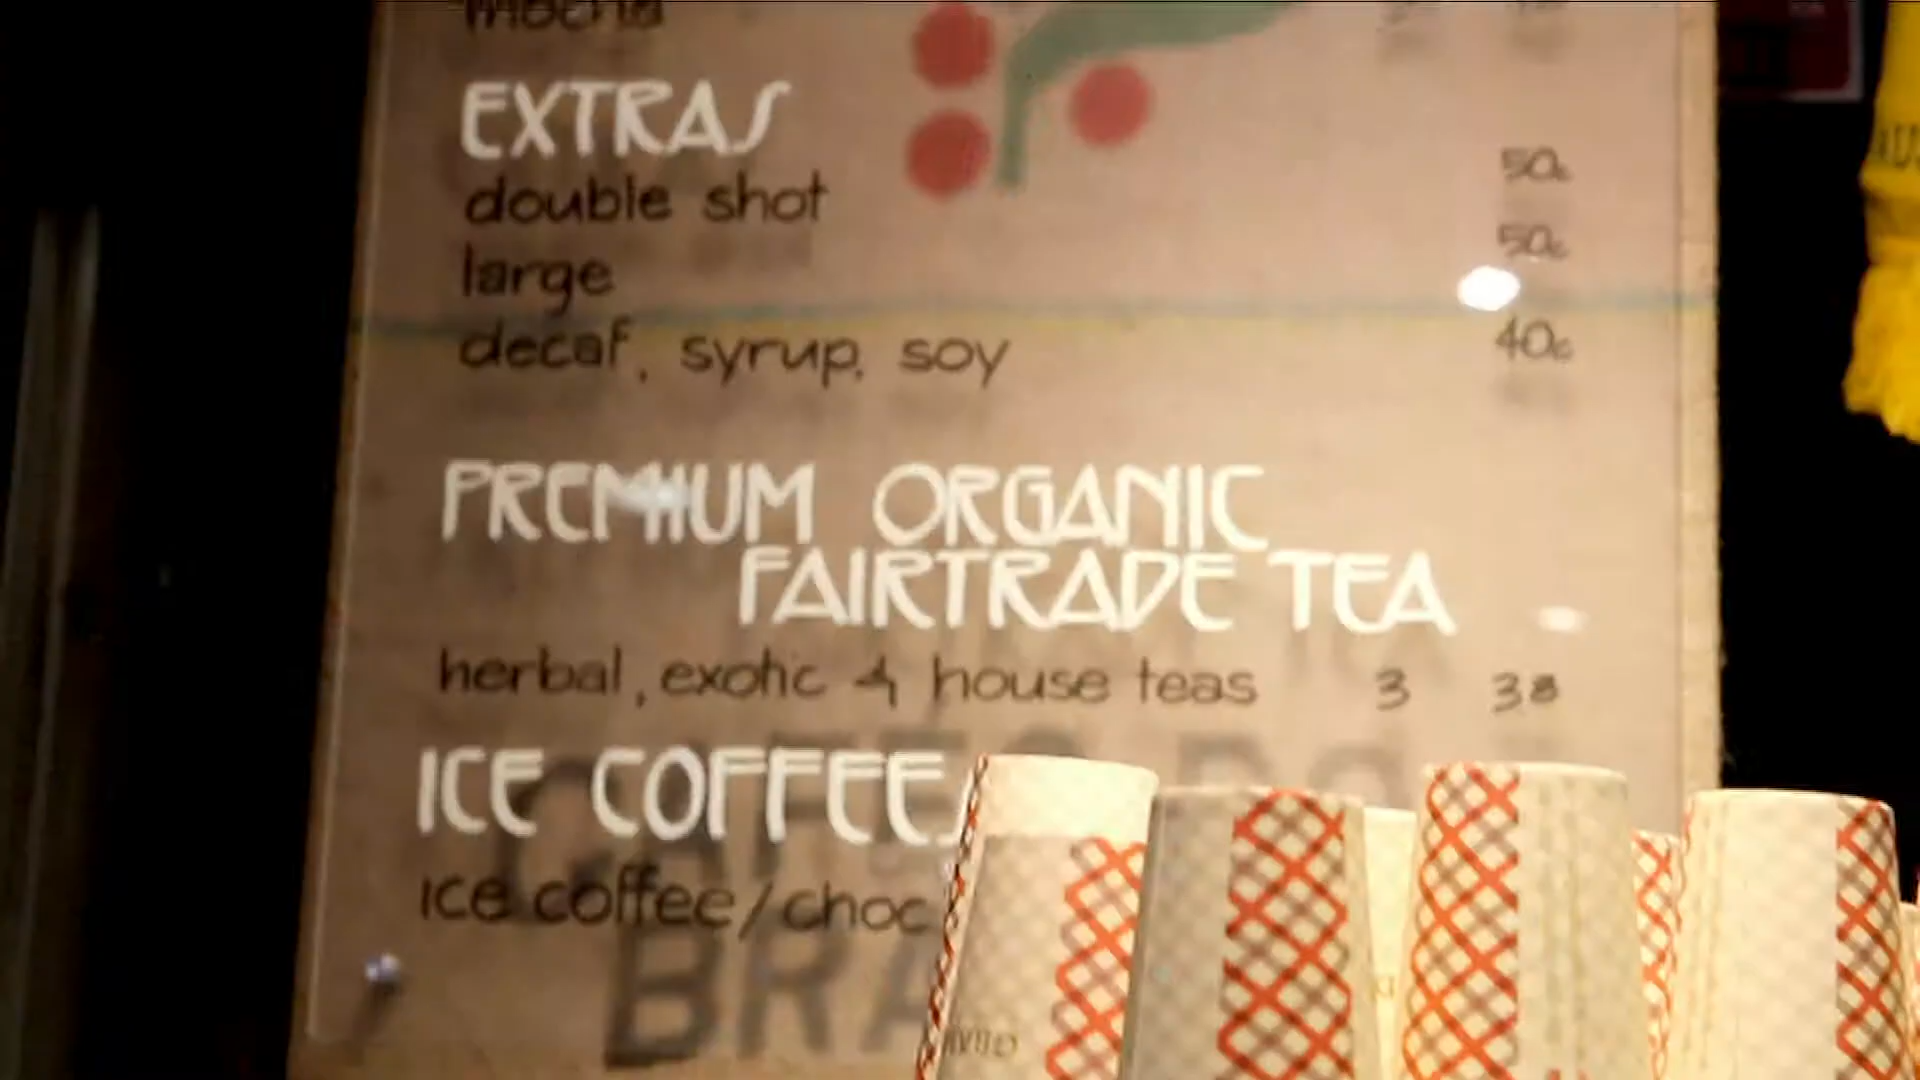 EXTRAS
double shot 50c
large 50c
decaf, syrup, soy 40c
PREMIUM ORGANIC
FAIRTRADE TEA
herbal, exotic & house teas 3 3.8
ICE COFFEE
ice coffee/choc